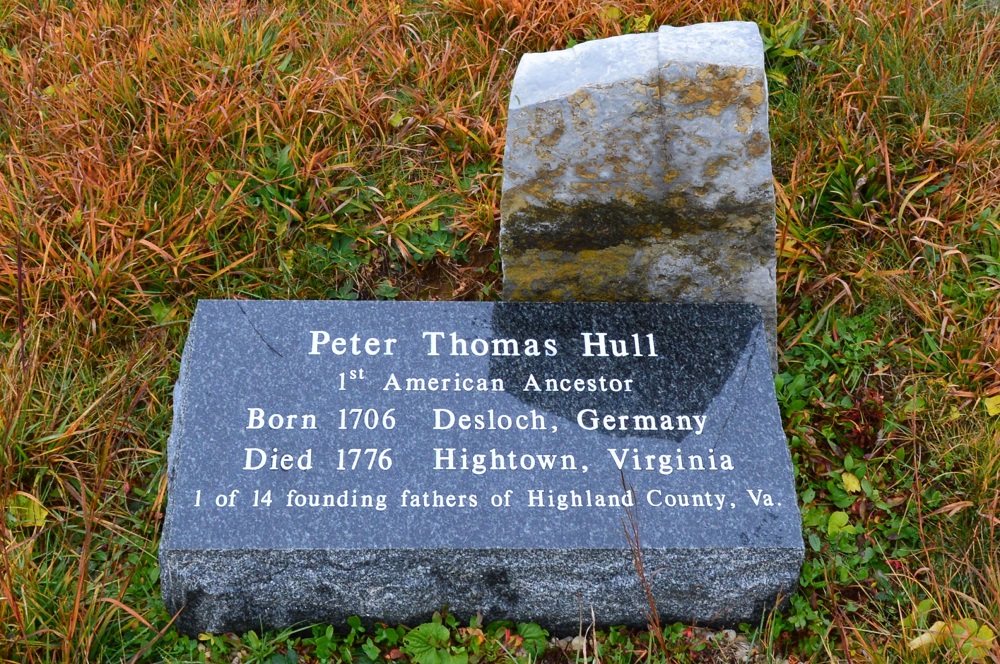 Peter Thomas Hull
1st American Ancestor
Born 1706 Desloch, Germany
Died 1776 Hightown, Virginia
1 of 14 founding fathers of Highland County, Va.